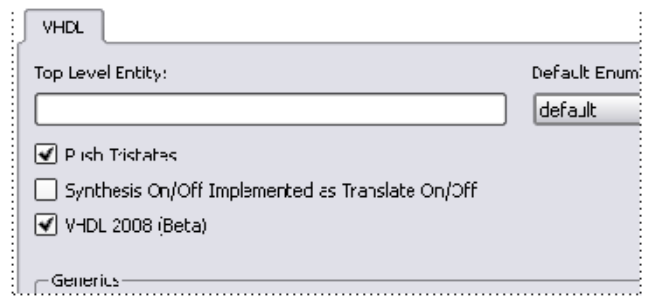 VHDL
Top Level Entity: Default Enum
default
Push Tristates
Synthesis On/Off Implemented as Translate On/Off
VHDL 2008 (Beta)
Generics